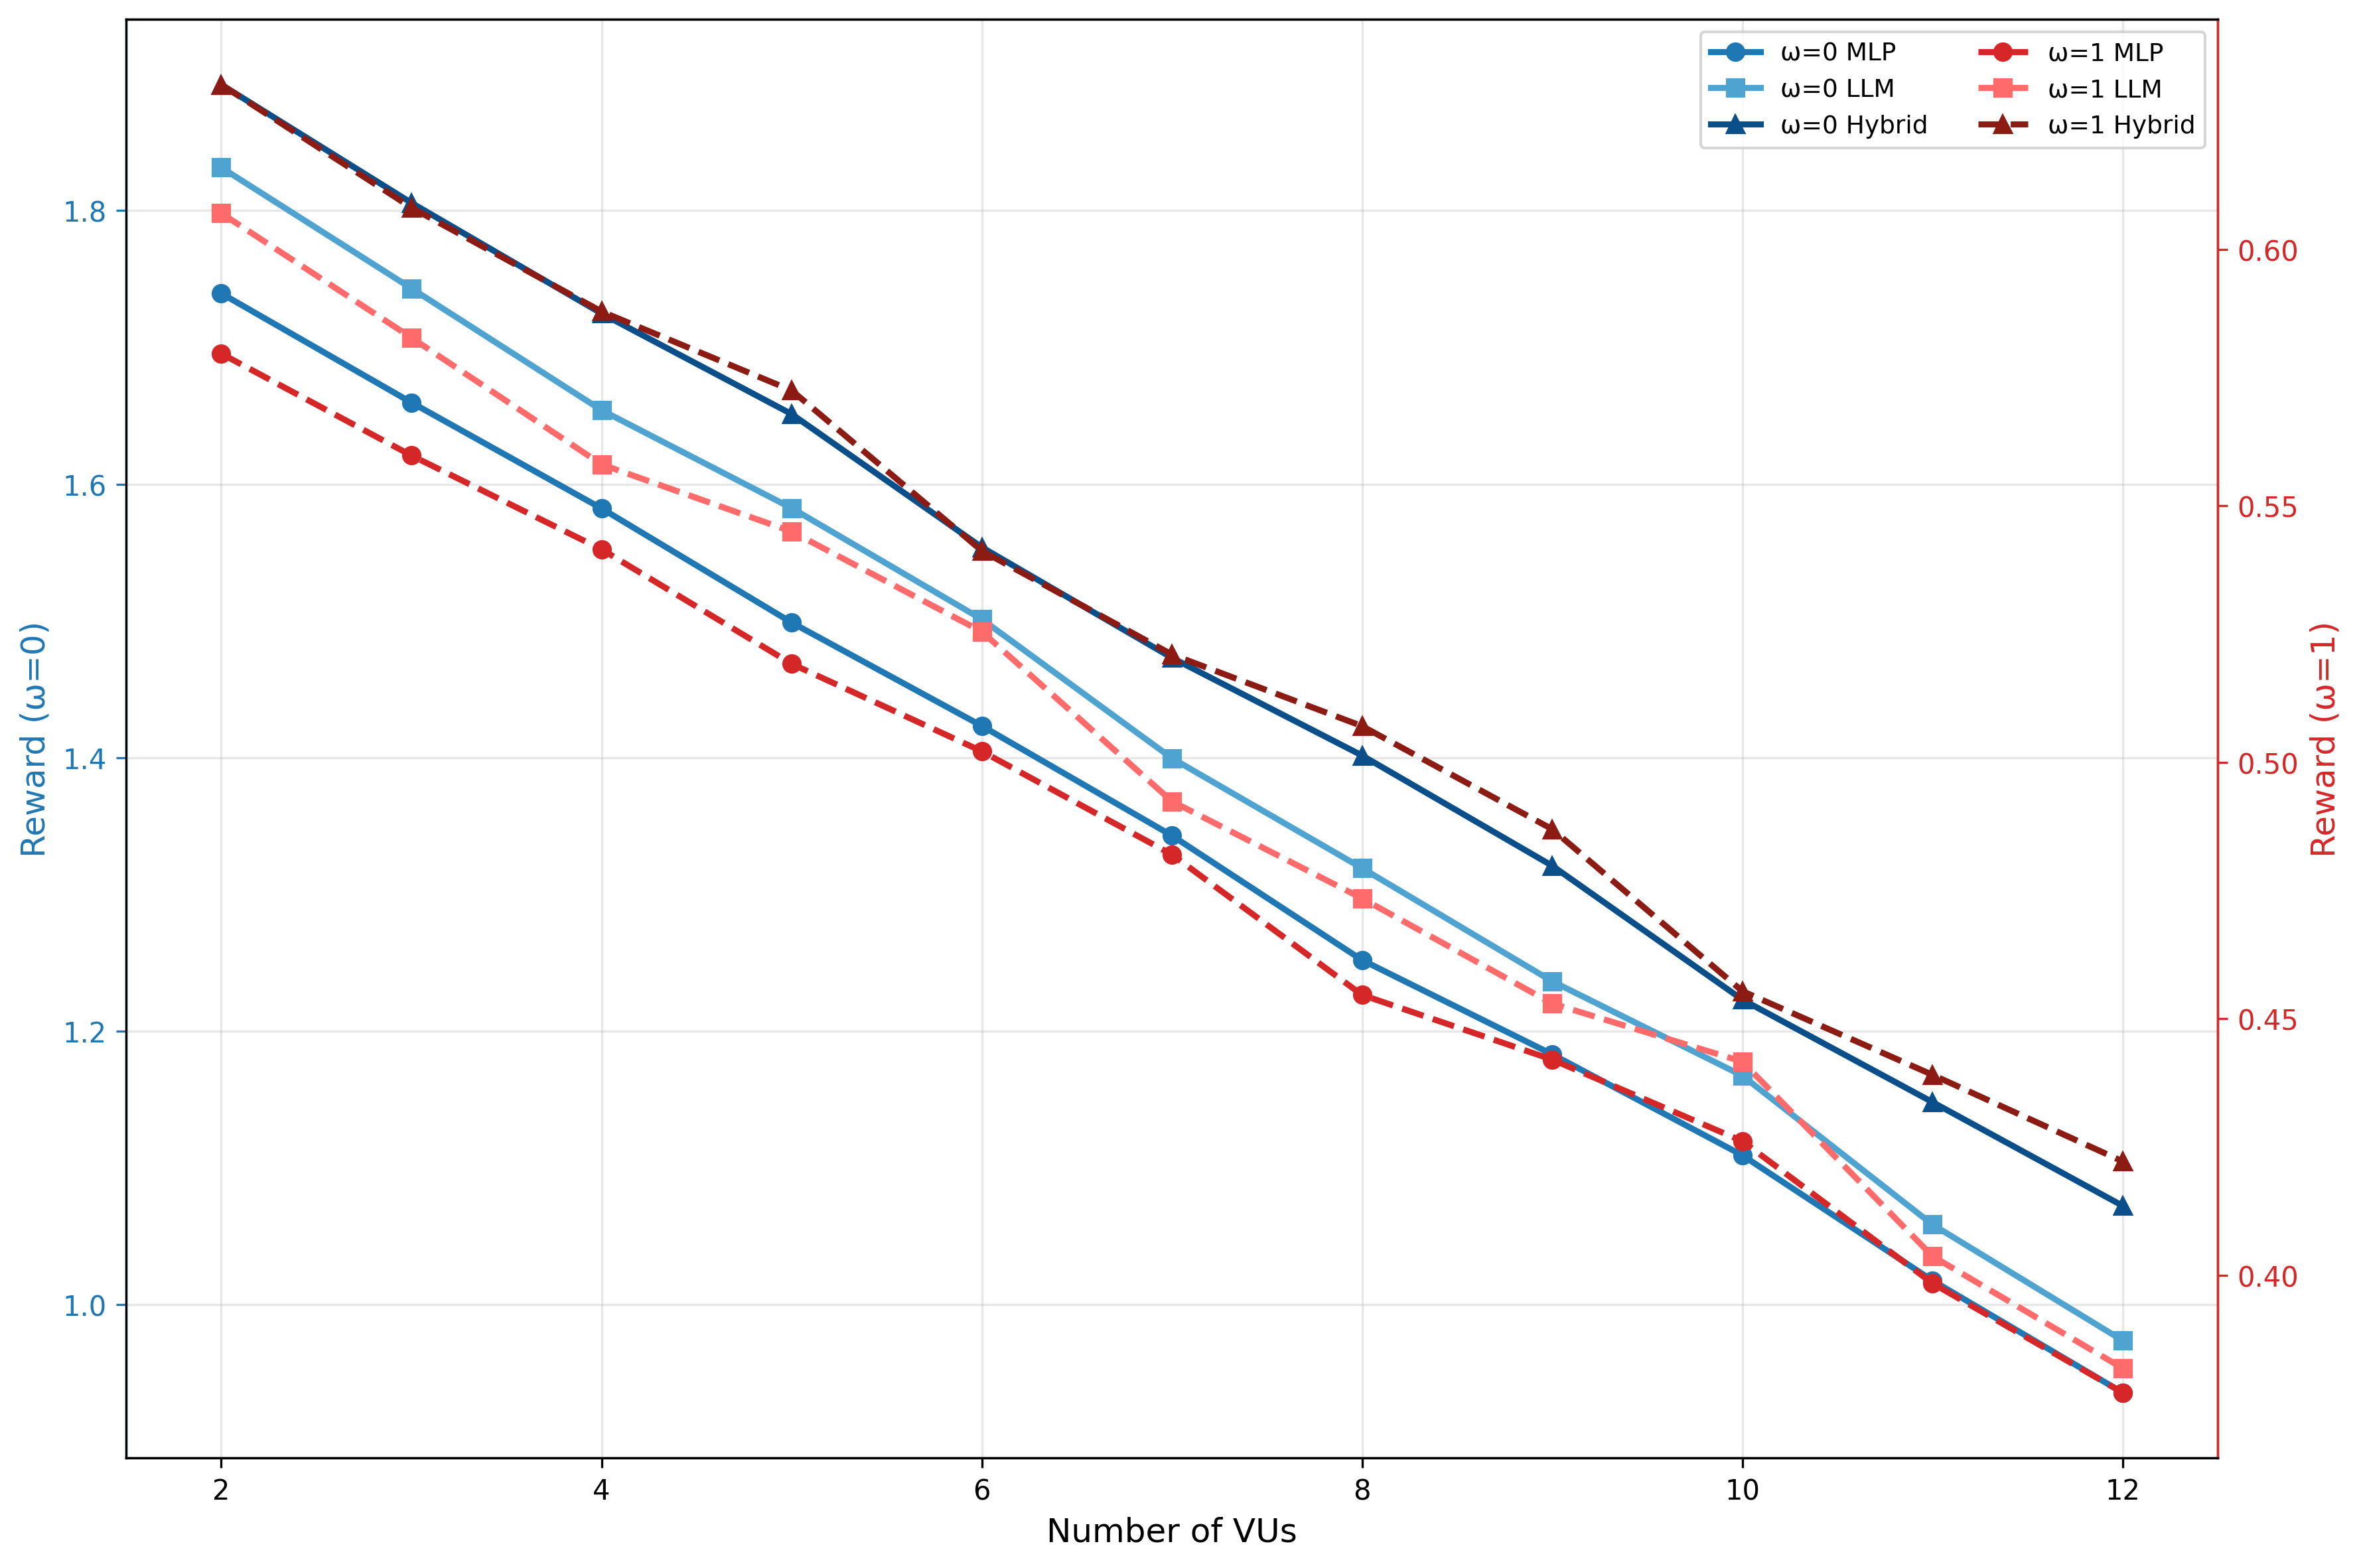 ω=0 MLP
ω=0 LLM
ω=0 Hybrid
ω=1 MLP
ω=1 LLM
ω=1 Hybrid
Reward (ω=0)
1.8
1.6
1.4
1.2
1.0
0.60
0.55
0.50
0.45
0.40
Reward (ω=1)
2 4 6 8 10 12
Number of VUs